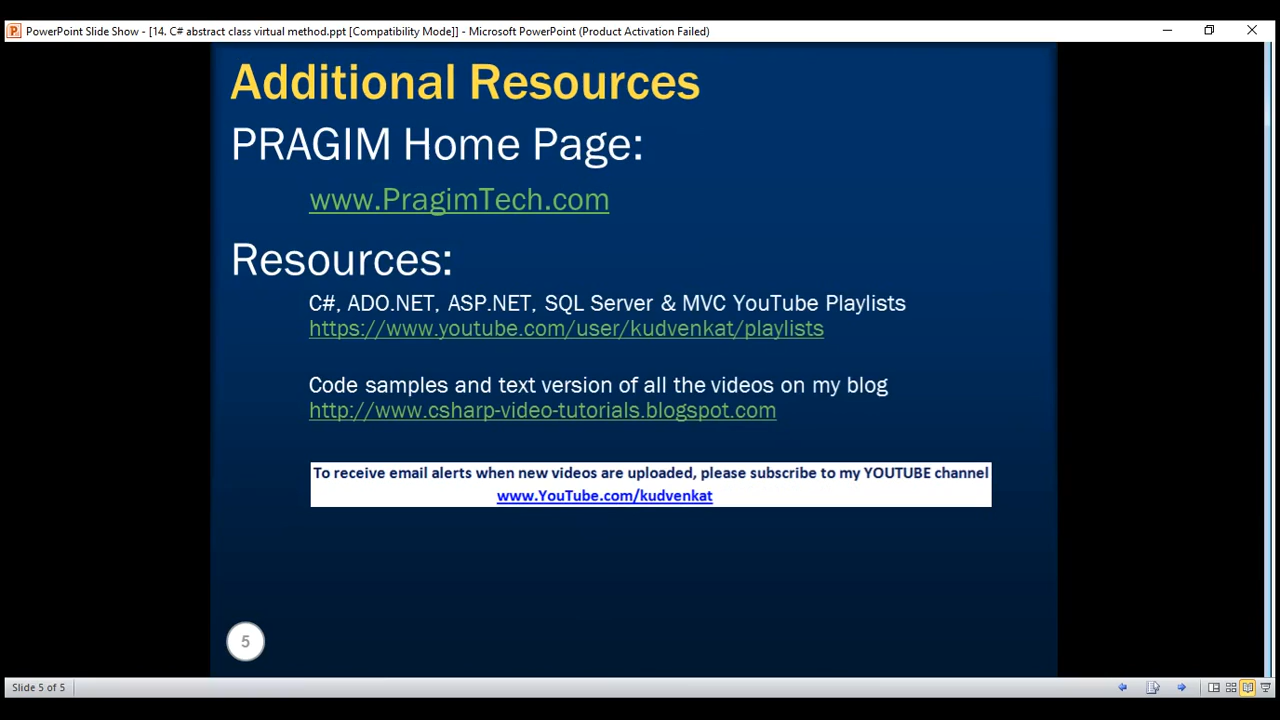 PowerPoint Slide Show - [14. C# abstract class virtual method.ppt [Compatibility Mode]] - Microsoft PowerPoint (Product Activation Failed)
Additional Resources
PRAGIM Home Page:
www.PragimTech.com
Resources:
C#, ADO.NET, ASP.NET, SQL Server & MVC YouTube Playlists
https://www.youtube.com/user/kudvenkat/playlists
Code samples and text version of all the videos on my blog
http://www.csharp-video-tutorials.blogspot.com
To receive email alerts when new videos are uploaded, please subscribe to my YOUTUBE channel
www.YouTube.com/kudvenkat
5
Slide 5 of 5